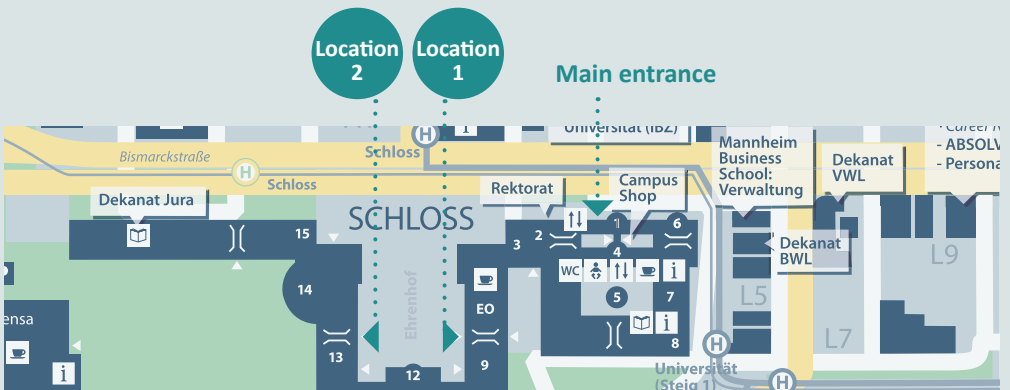 Location
2
Location
1
Main entrance
H
i
Universität (IBZ)
Schloss
Bismarckstraße
H
Schloss
Mannheim
Business
School:
Verwaltung
Dekanat
VWL
- ABSOLV
- Persona
Rektorat
Campus
Shop
Dekanat Jura
SCHLOSS
15
3
2
1
6
4
Dekanat
BWL
L9
WC
i
14
EO
5
7
L5
Ehrenhof
i
ensa
13
9
8
L7
H
12
i
Universität
(Steig 1)
H